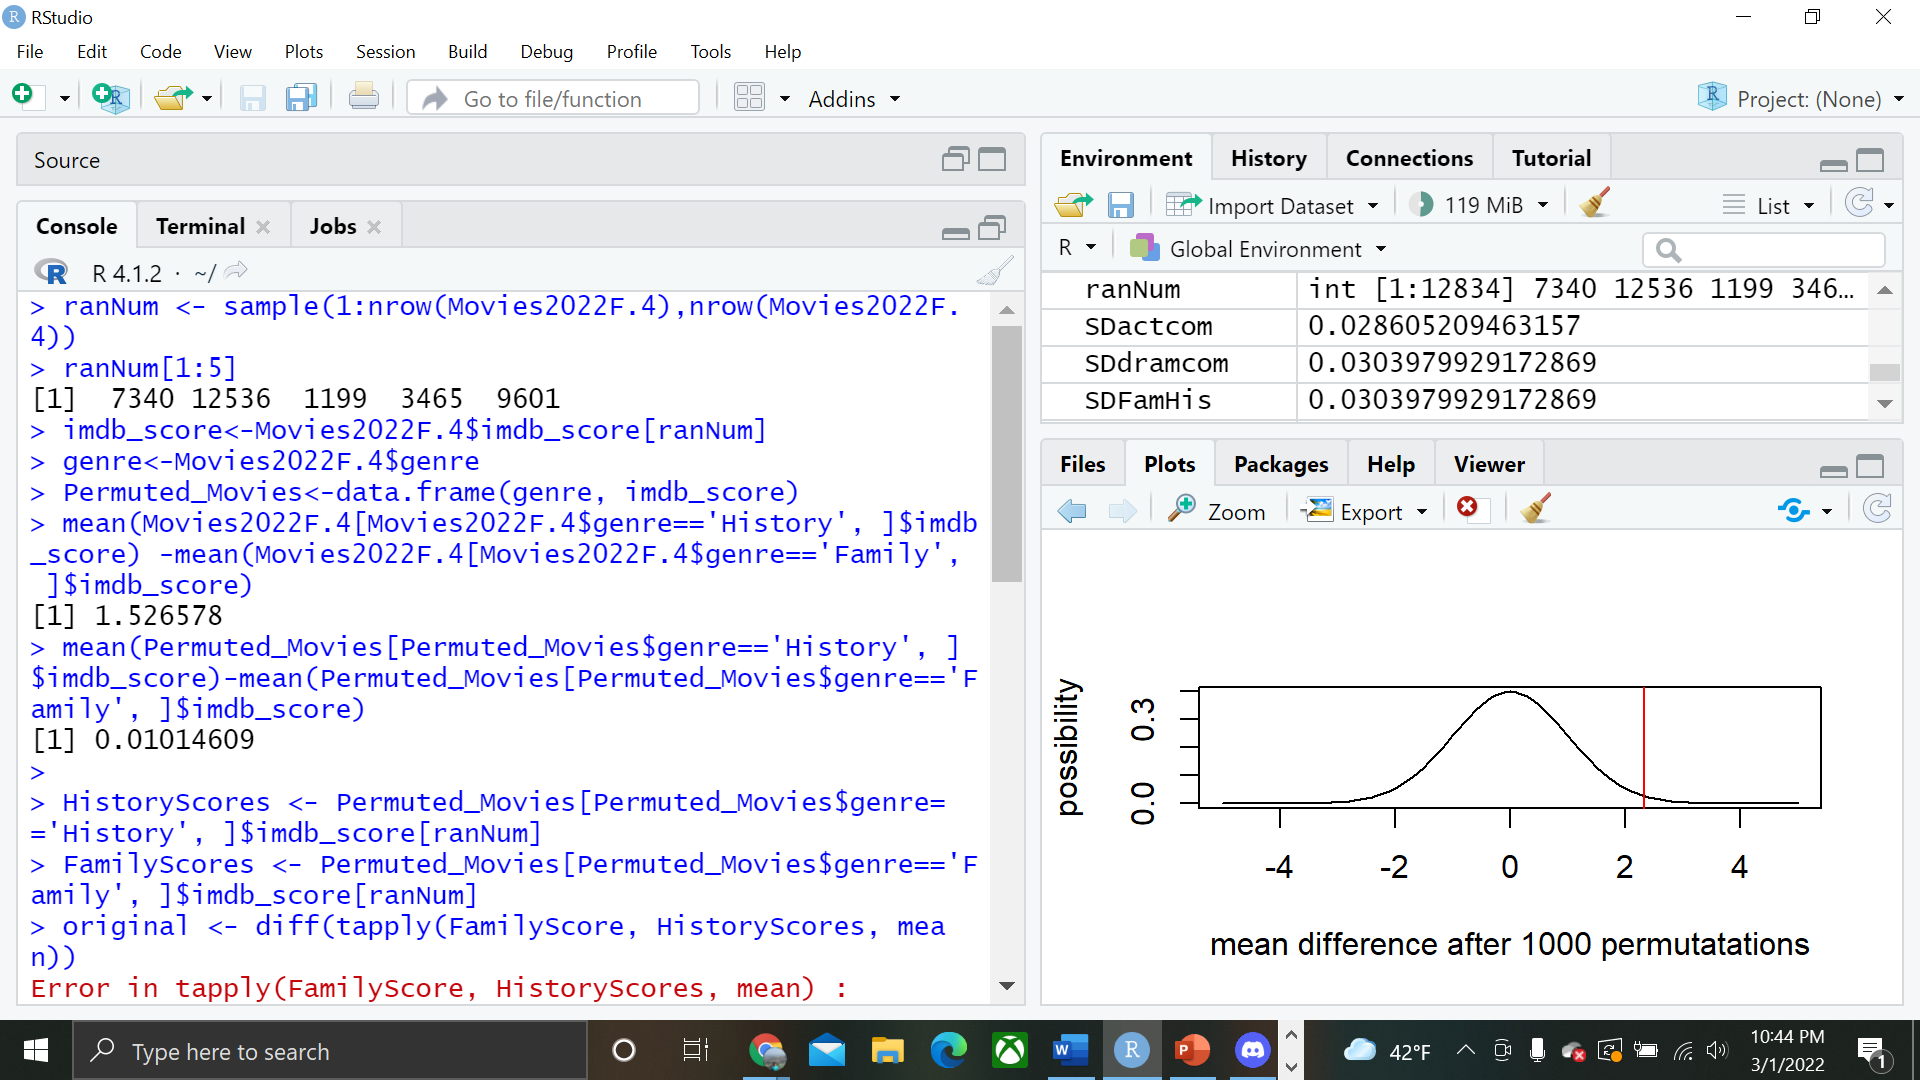 RStudio
File Edit Code View Plots Session Build Debug Profile Tools Help
Go to file/function Addins Project: (None)
Source
Console Terminal Jobs
R 4.1.2 · ~/
> ranNum <- sample(1:nrow(Movies2022F.4),nrow(Movies2022F.
4))
> ranNum[1:5]
[1]  7340 12536  1199  3465  9601
> imdb_score<-Movies2022F.4$imdb_score[ranNum]
> genre<-Movies2022F.4$genre
> Permuted_Movies<-data.frame(genre, imdb_score)
> mean(Movies2022F.4[Movies2022F.4$genre=='History', ]$imdb
_score) -mean(Movies2022F.4[Movies2022F.4$genre=='Family',
 ]$imdb_score)
[1] 1.526578
> mean(Permuted_Movies[Permuted_Movies$genre=='History', ]
$imdb_score)-mean(Permuted_Movies[Permuted_Movies$genre=='F
amily', ]$imdb_score)
[1] 0.01014609
>
> HistoryScores <- Permuted_Movies[Permuted_Movies$genre=
='History', ]$imdb_score[ranNum]
> FamilyScores <- Permuted_Movies[Permuted_Movies$genre=='F
amily', ]$imdb_score[ranNum]
> original <- diff(tapply(FamilyScore, HistoryScores, mea
n))
Error in tapply(FamilyScore, HistoryScores, mean) :
Environment History Connections Tutorial
Import Dataset 119 MiB List
R Global Environment
ranNum int [1:12834] 7340 12536 1199 346…
SDactcom 0.028605209463157
SDdramcom 0.0303979929172869
SDFamHis 0.0303979929172869
Files Plots Packages Help Viewer
Zoom Export
possibility
0.3
0.0
-4 -2 0 2 4
mean difference after 1000 permutatations
Type here to search
42°F
10:44 PM
3/1/2022
1